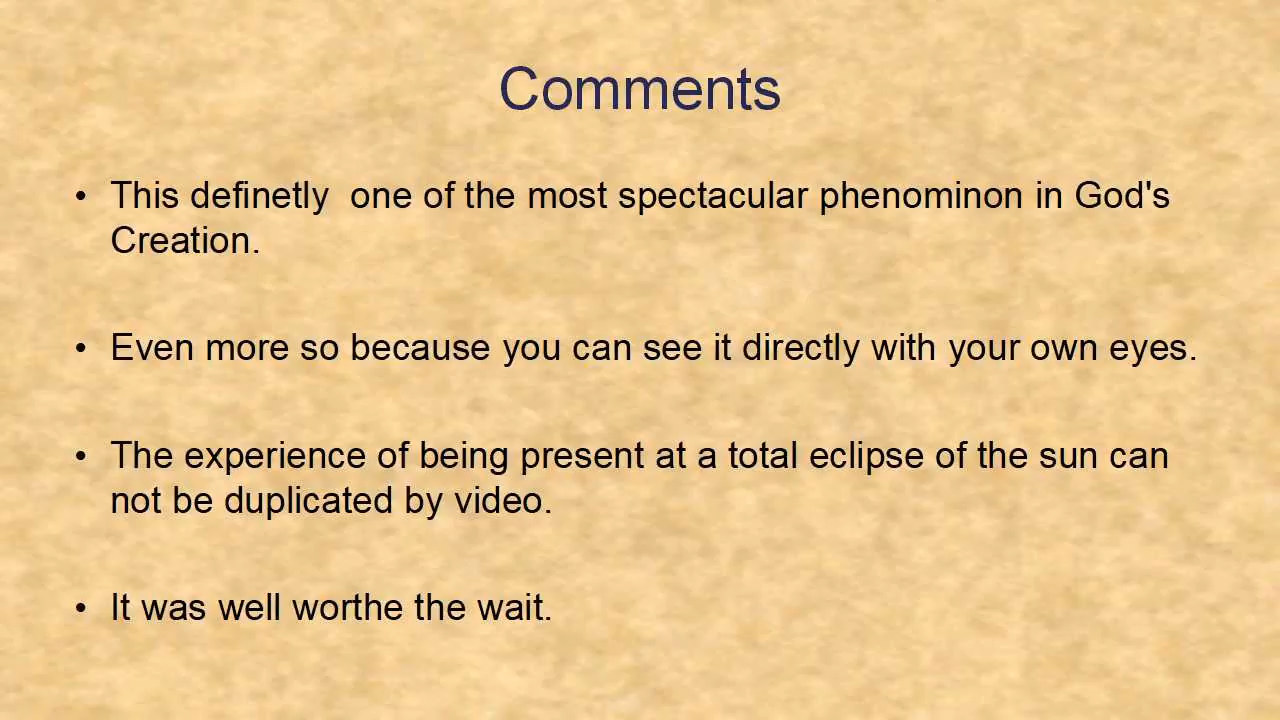 Comments
• This definetly  one of the most spectacular phenominon in God's
Creation.
• Even more so because you can see it directly with your own eyes.
• The experience of being present at a total eclipse of the sun can
not be duplicated by video.
• It was well worthe the wait.